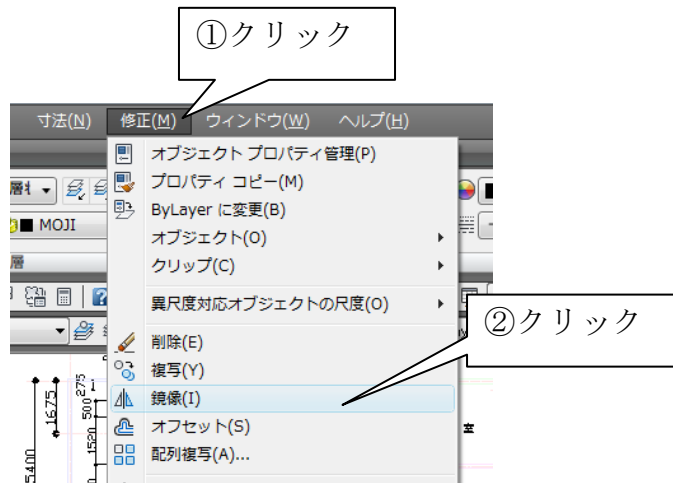 ①クリック
寸法(N) 修正(M) ウィンドウ(W) ヘルプ(H)
オブジェクト プロパティ管理(P)
プロパティ コピー(M)
ByLayer に変更(B)
MOJI
オブジェクト(O)
層
クリップ(C)
異尺度対応オブジェクトの尺度(O)
②クリック
削除(E)
複写(Y)
鏡像(I)
オフセット(S)
配列複写(A)...
室
1675
275
500
1520
5400